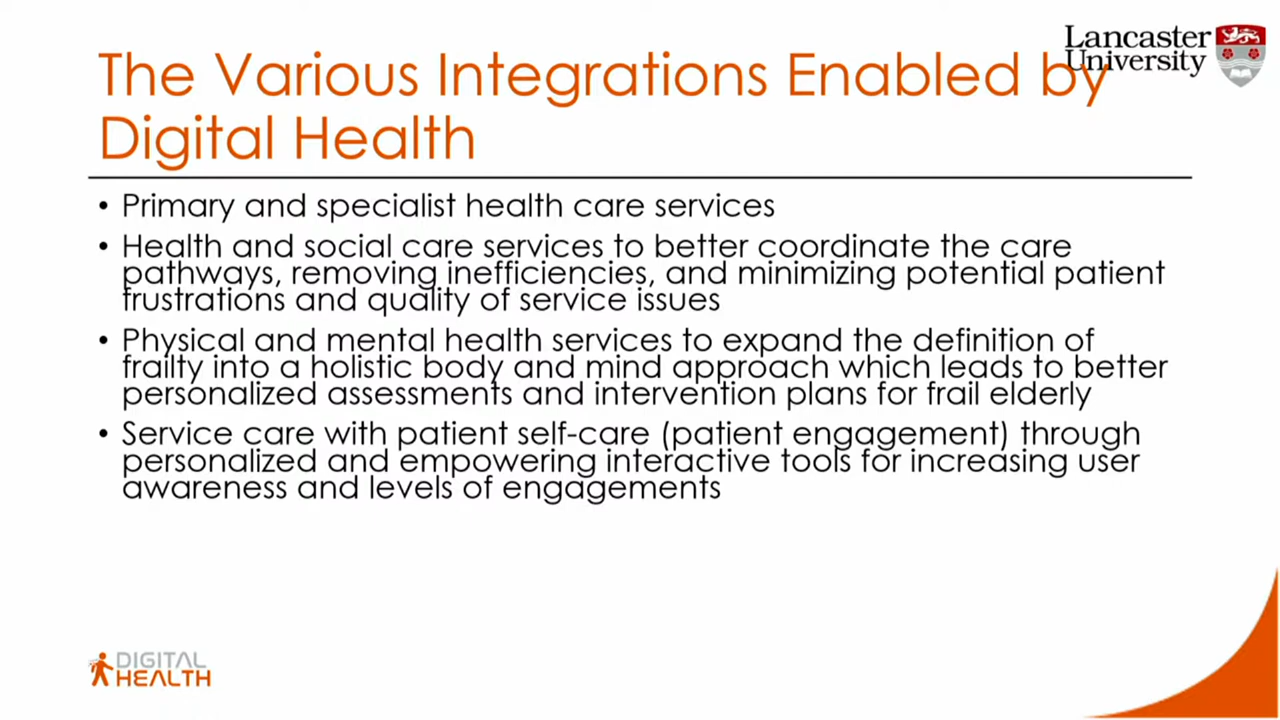 Lancaster
University
The Various Integrations Enabled by
Digital Health
• Primary and specialist health care services
• Health and social care services to better coordinate the care
pathways, removing inefficiencies, and minimizing potential patient
frustrations and quality of service issues
• Physical and mental health services to expand the definition of
frailty into a holistic body and mind approach which leads to better
personalized assessments and intervention plans for frail elderly
• Service care with patient self-care (patient engagement) through
personalized and empowering interactive tools for increasing user
awareness and levels of engagements
DIGITAL
HEALTH